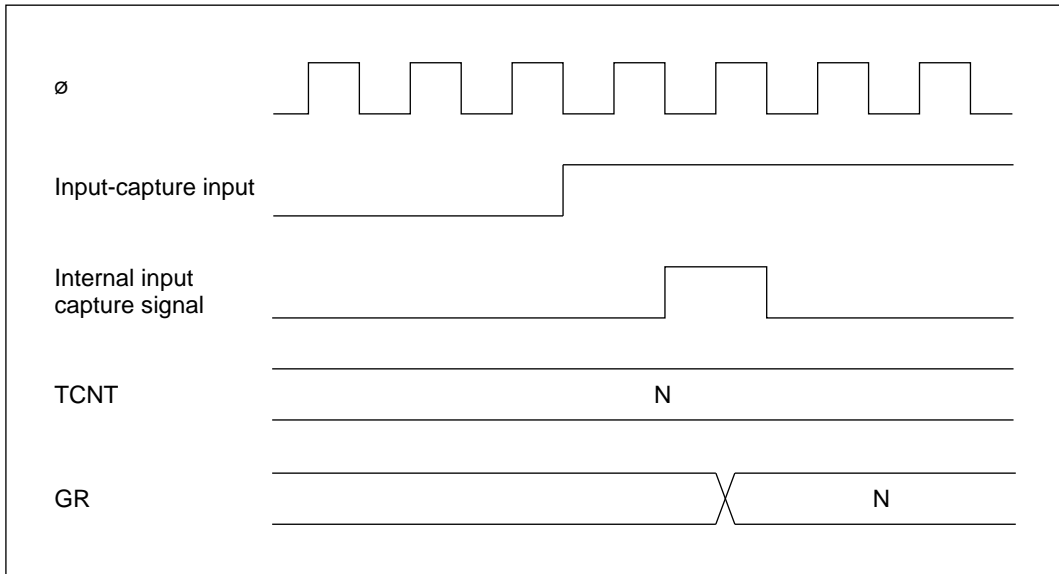 ø
Input-capture input
Internal input
capture signal
TCNT
N
GR
N